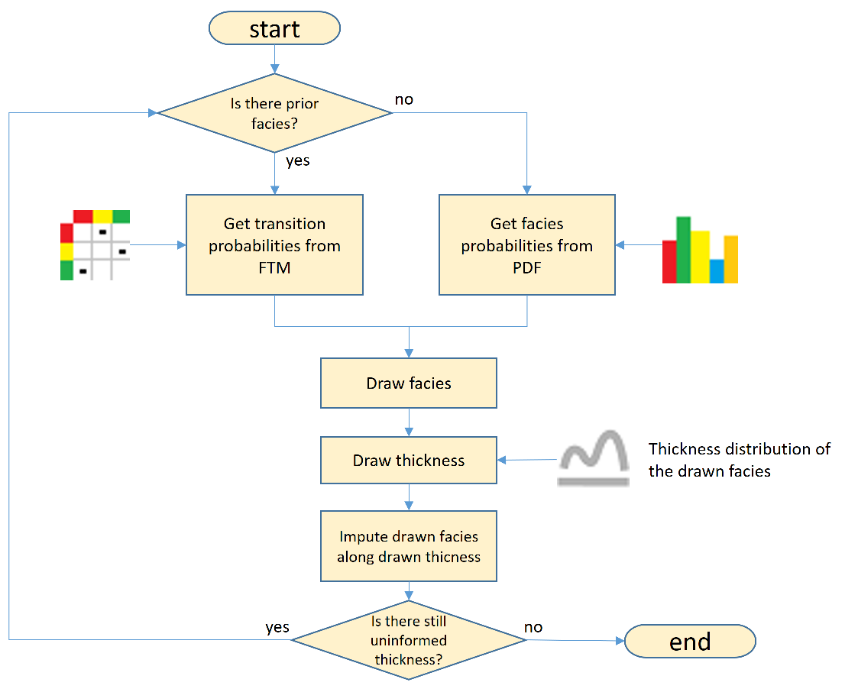 start
Is there prior
facies?
no
yes
Get transition
probabilities from
FTM
Get facies
probabilities from
PDF
Draw facies
Draw thickness
Thickness distribution of
the drawn facies
Impute drawn facies
along drawn thicness
Is there still
uninformed
thickness?
yes
no
end